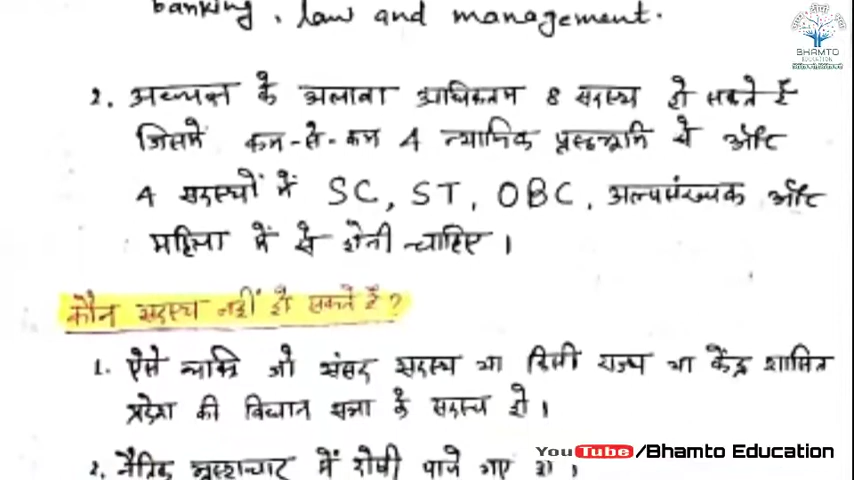 banking, law and management.
BHAMTO
EDUCATION
2. अध्यक्ष के अलावा अधिकतम 8 सदस्य हो सकते हैं
जिसमें कम-से-कम 4 न्यायिक पृष्ठभूमि से और
4 सदस्यों में SC, ST, OBC, अल्पसंख्यक और
महिला में से होनी चाहिए।
कौन सदस्य नहीं हो सकते हैं?
1. ऐसे व्यक्ति जो संसद सदस्य या किसी राज्य या केंद्र शासित
प्रदेश की विधान सभा के सदस्य हो।
2. नैतिक भ्रष्टाचार में दोषी पाये गए हो।
YouTube/Bhamto Education